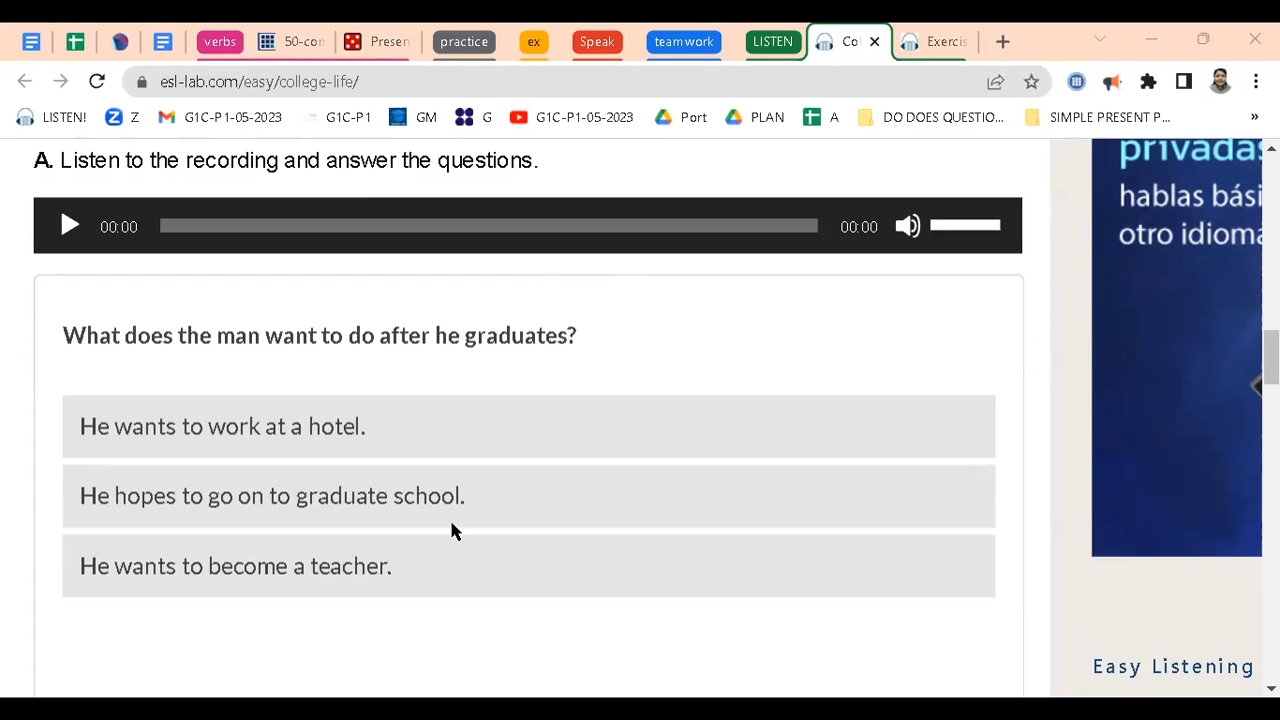 verbs 50-con Presen practice ex Speak teamwork LISTEN Co Exercis
esl-lab.com/easy/college-life/
LISTEN! Z G1C-P1-05-2023 G1C-P1 GM G G1C-P1-05-2023 Port PLAN A DO DOES QUESTIO... SIMPLE PRESENT P... »
A. Listen to the recording and answer the questions.
privadas
hablas bási
otro idioma
00:00 00:00
What does the man want to do after he graduates?
He wants to work at a hotel.
He hopes to go on to graduate school.
He wants to become a teacher.
Easy Listening